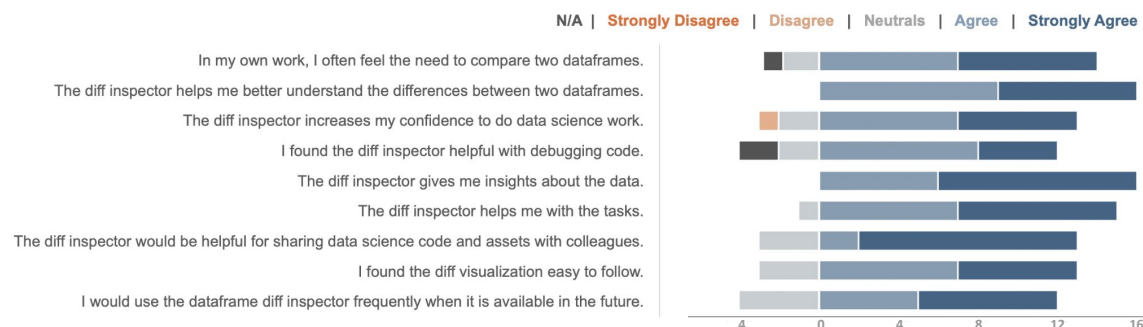 N/A | Strongly Disagree | Disagree | Neutrals | Agree | Strongly Agree
In my own work, I often feel the need to compare two dataframes.
The diff inspector helps me better understand the differences between two dataframes.
The diff inspector increases my confidence to do data science work.
I found the diff inspector helpful with debugging code.
The diff inspector gives me insights about the data.
The diff inspector helps me with the tasks.
The diff inspector would be helpful for sharing data science code and assets with colleagues.
I found the diff visualization easy to follow.
I would use the dataframe diff inspector frequently when it is available in the future.
4 0 4 8 12 16